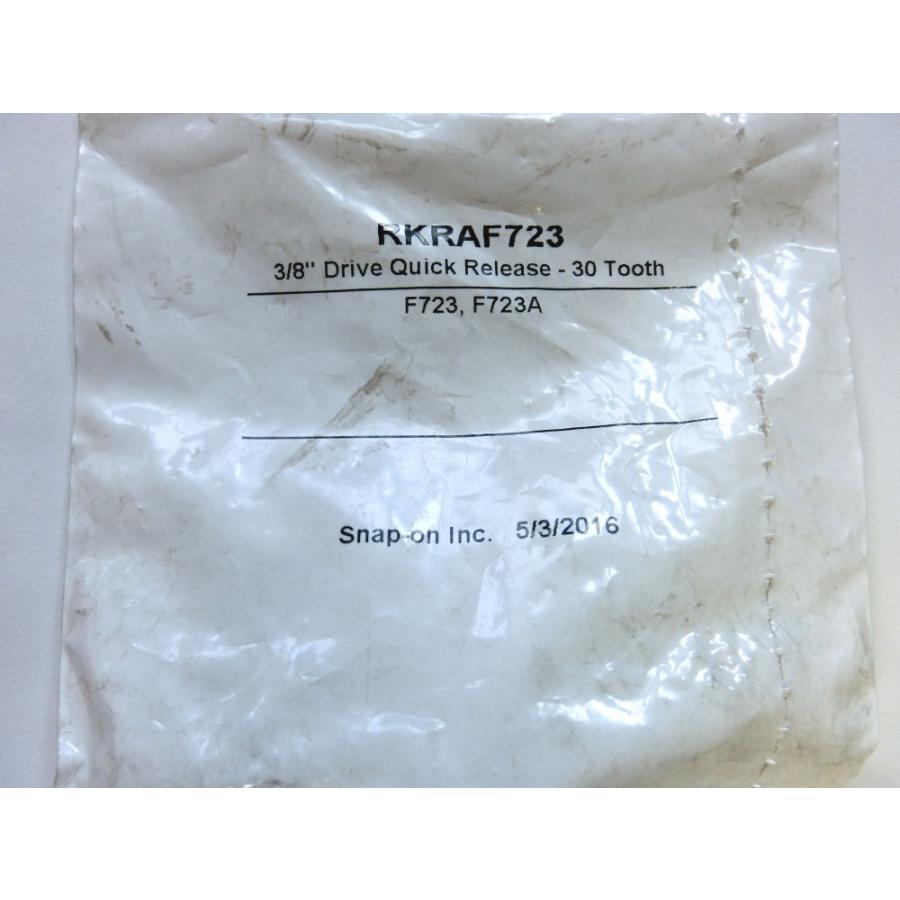 RKRAF723
3/8" Drive Quick Release - 30 Tooth
F723, F723A
Snap-on Inc. 5/3/2016